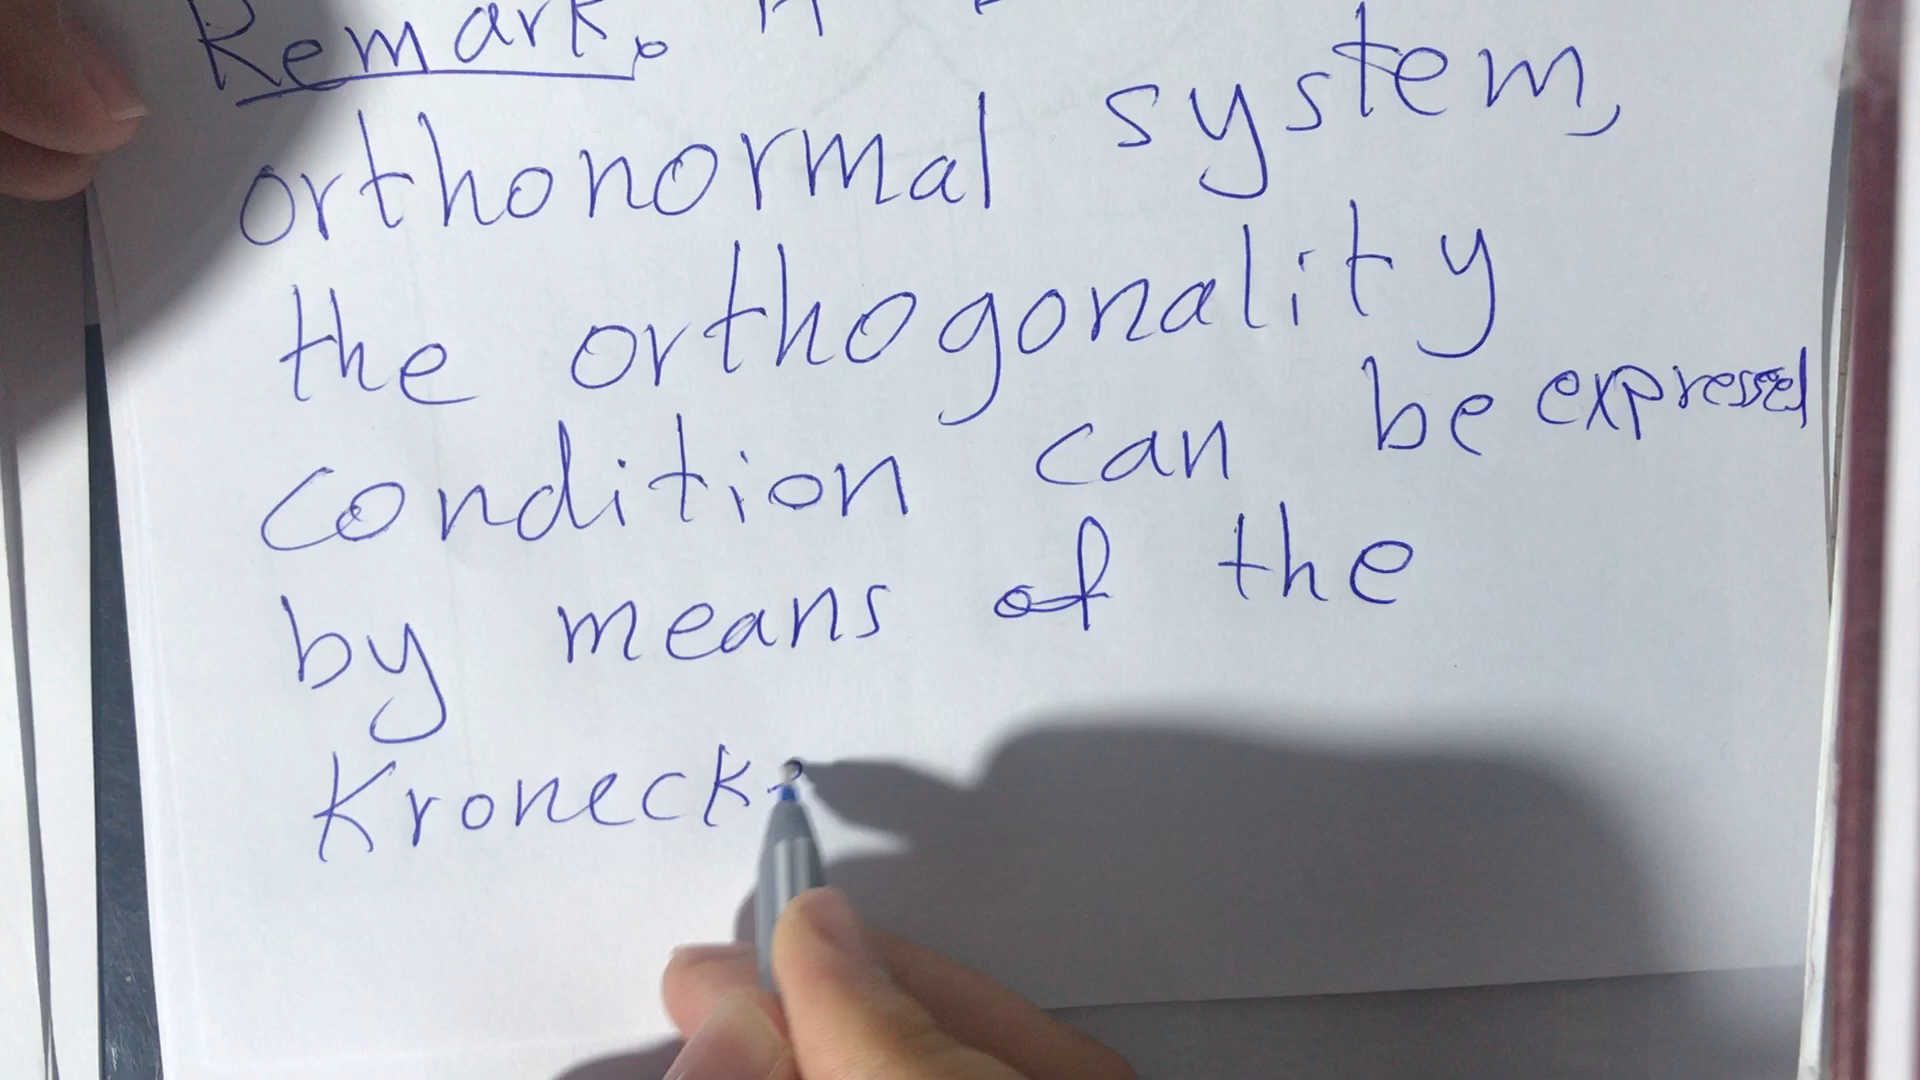 Remark.
orthonormal system,
the orthogonality
condition can be expressed
by means of the
Kroneck